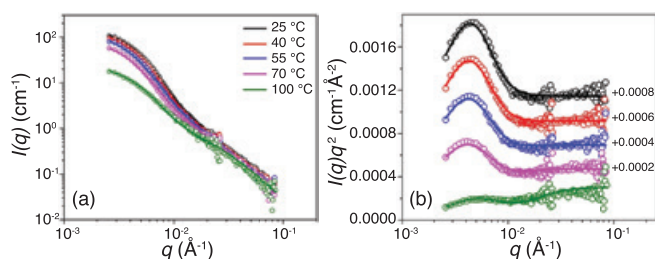 10²
10¹
10⁰
10⁻¹
10⁻²
I(q) (cm⁻¹)
25 °C
40 °C
55 °C
70 °C
100 °C
(a)
10⁻³ 10⁻² 10⁻¹
q (Å⁻¹)
0.0016
0.0012
0.0008
0.0004
0.0000
I(q)q² (cm⁻¹Å⁻²)
+0.0008
+0.0006
+0.0004
+0.0002
(b)
10⁻³ 10⁻² 10⁻¹
q (Å⁻¹)